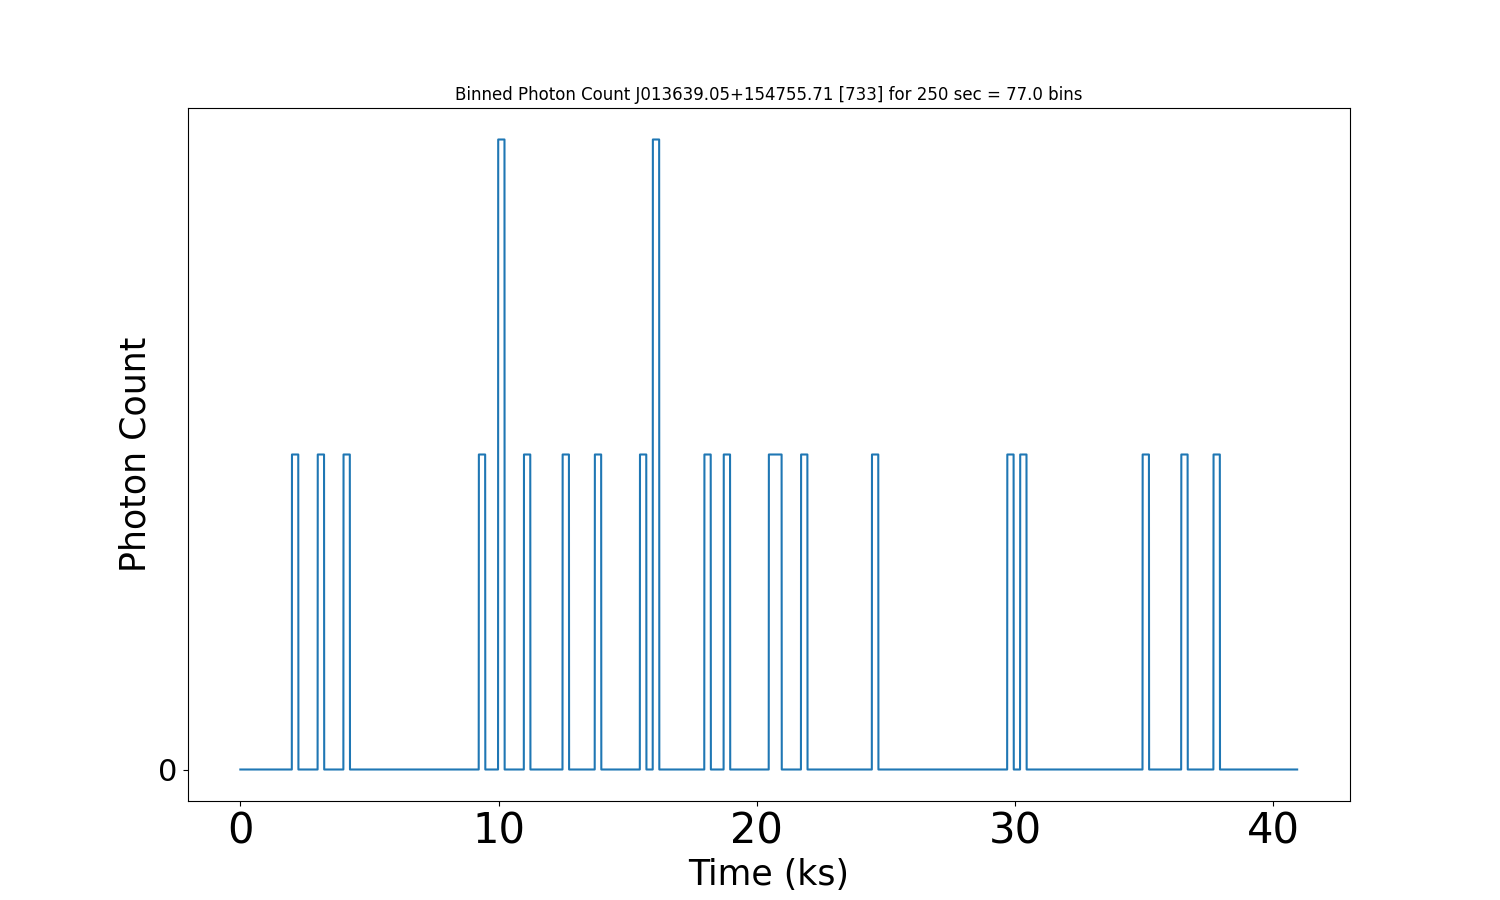 Binned Photon Count J013639.05+154755.71 [733] for 250 sec = 77.0 bins
Photon Count
0
0 10 20 30 40
Time (ks)